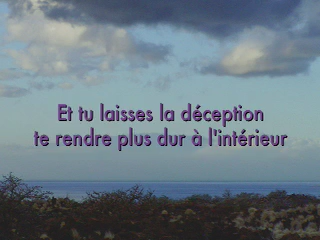 Et tu laisses la déception
te rendre plus dur à l'intérieur